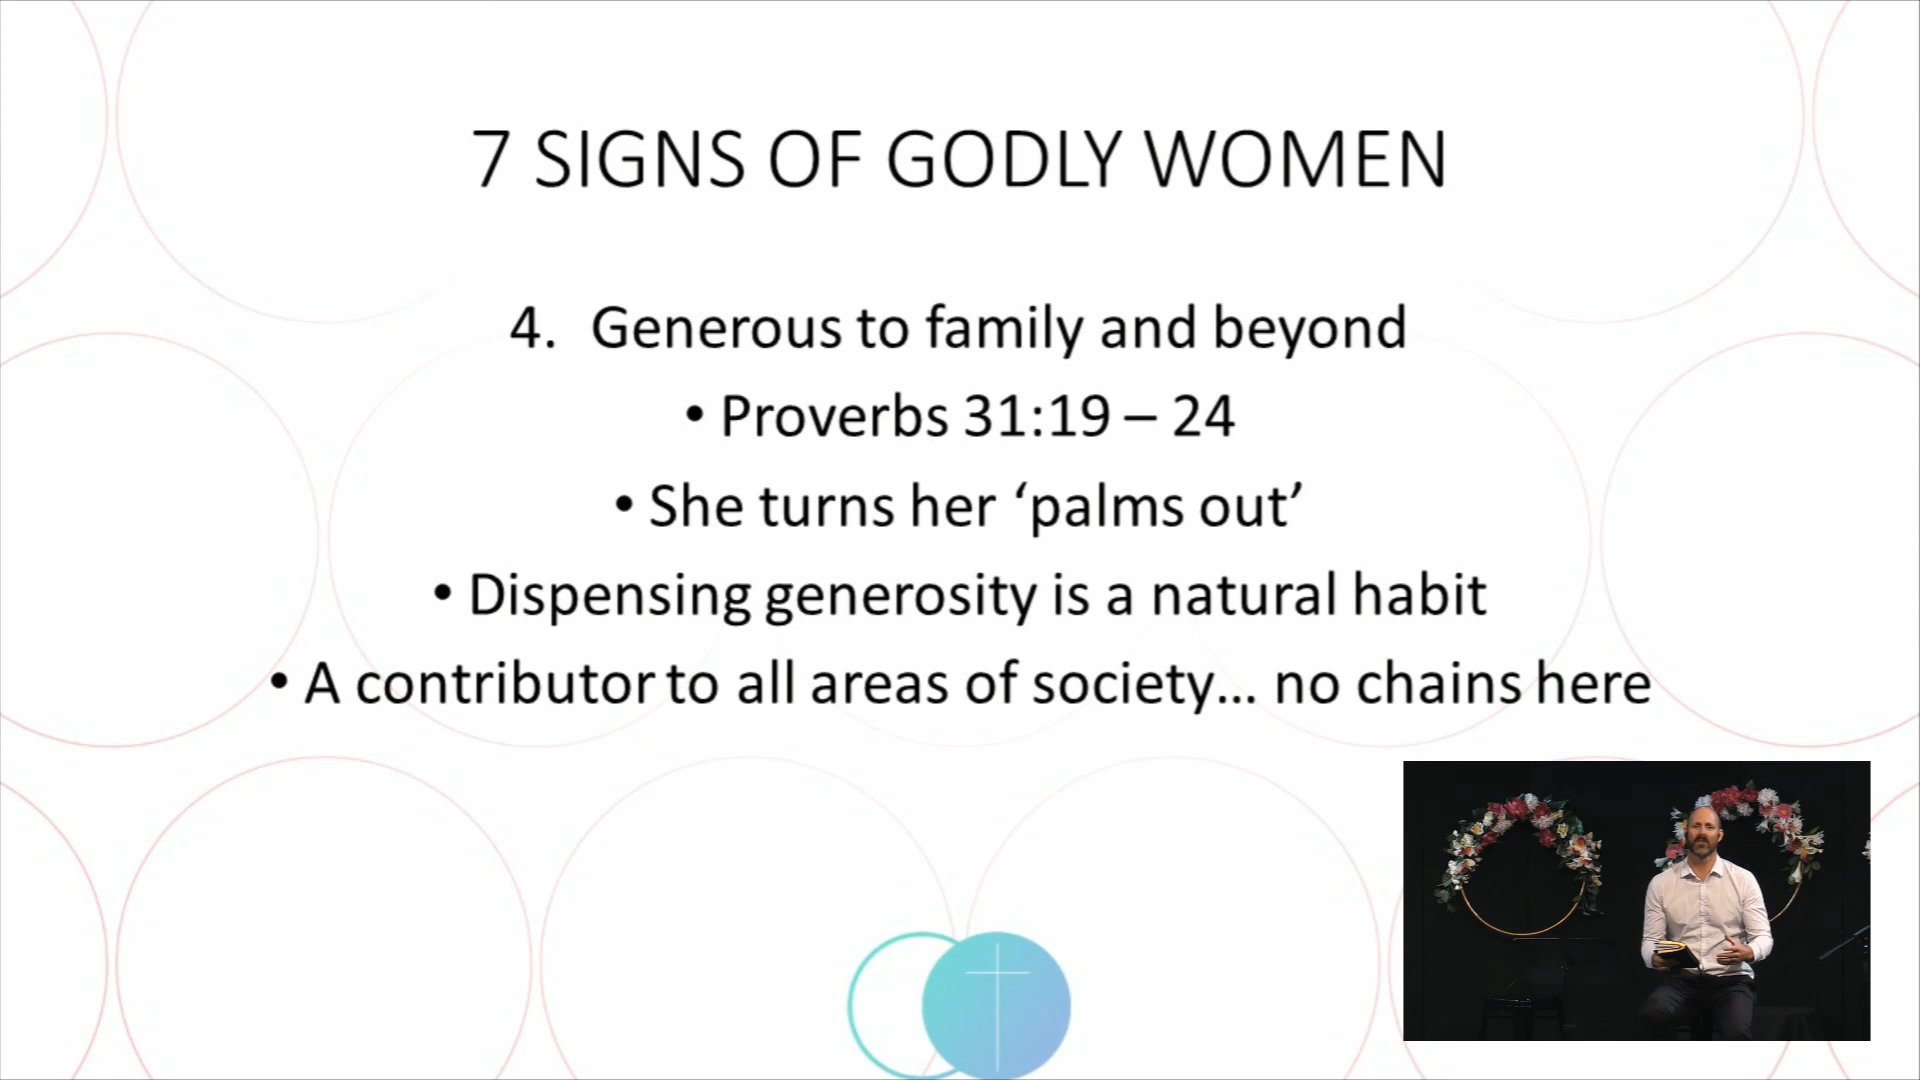 7 SIGNS OF GODLY WOMEN
4. Generous to family and beyond
• Proverbs 31:19 – 24
• She turns her ‘palms out’
• Dispensing generosity is a natural habit
• A contributor to all areas of society... no chains here